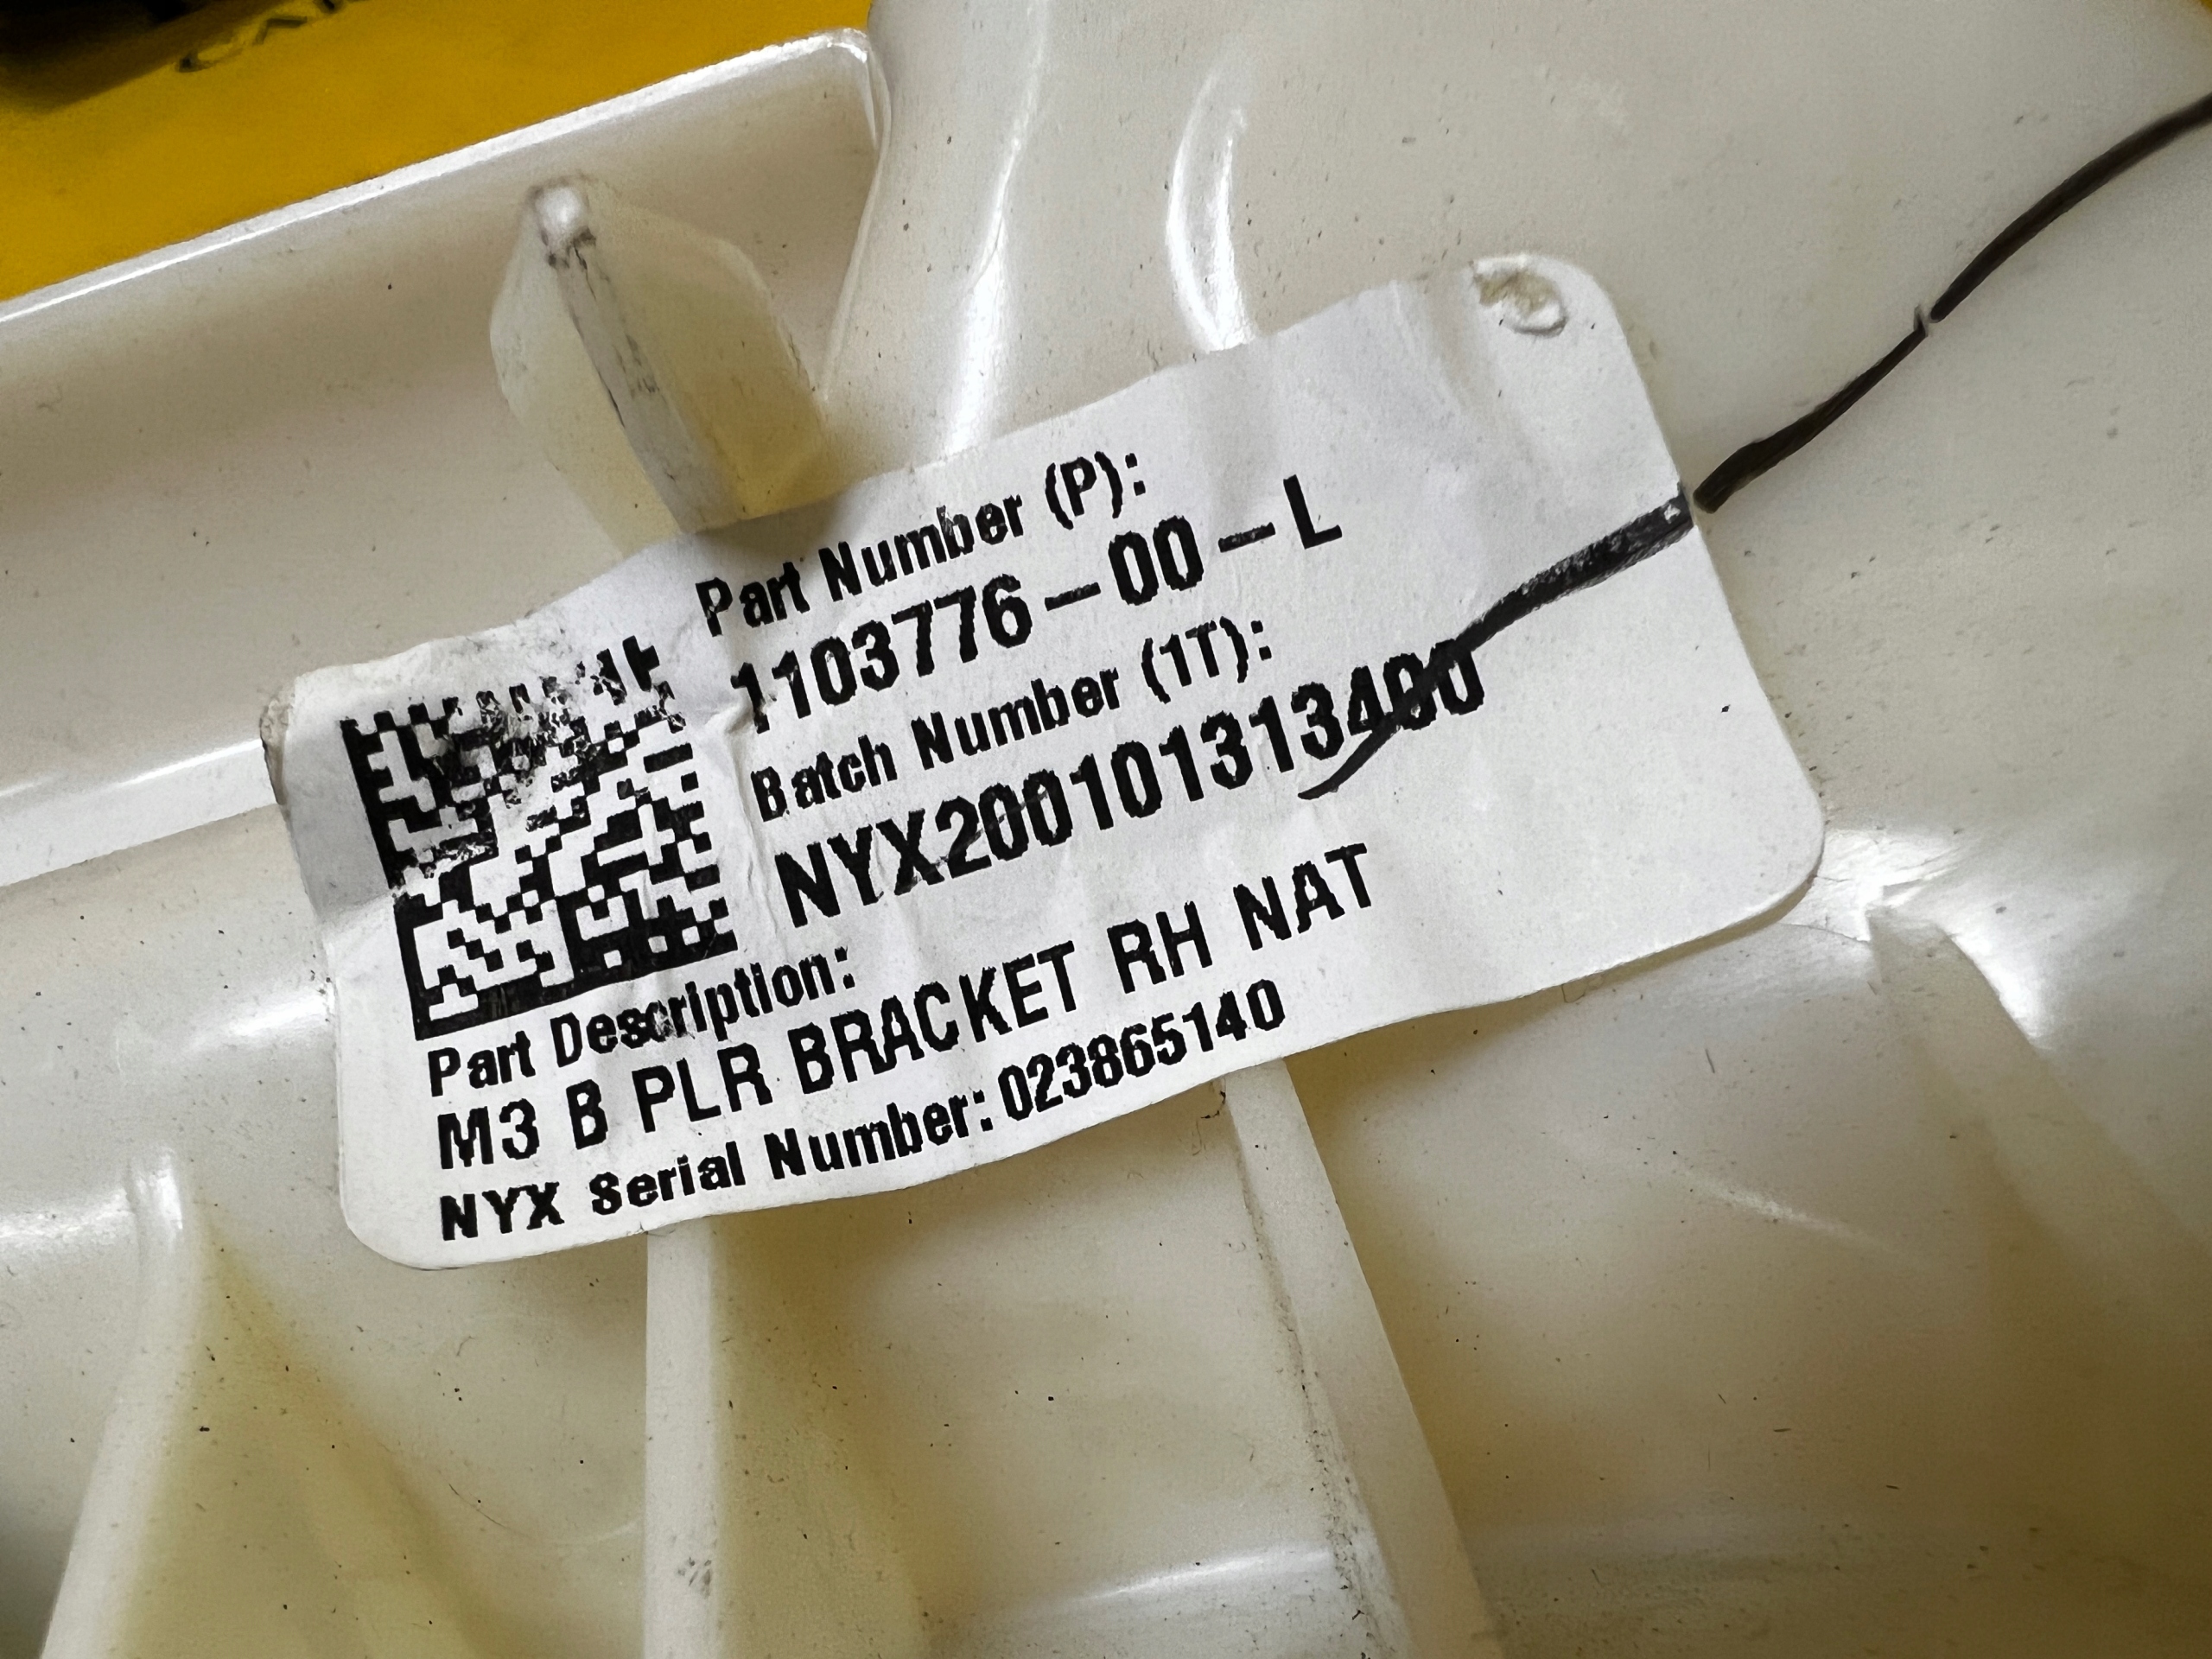 Part Number (P):
1103776-00-L
Batch Number (1T):
NYX200101313400
Part Description:
M3 B PLR BRACKET RH NAT
NYX Serial Number: 023865140